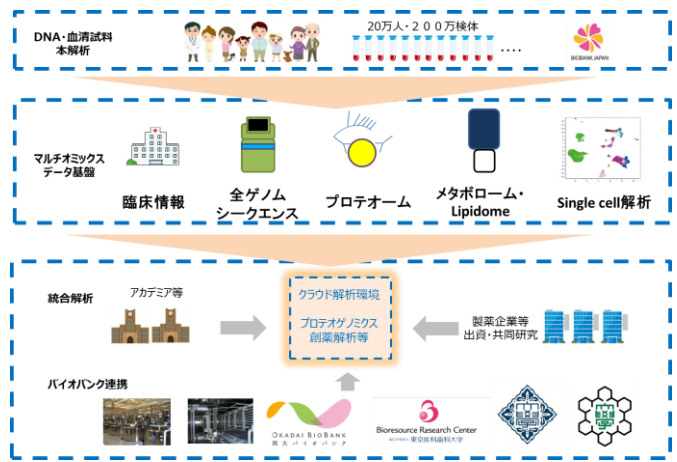 DNA・血清試料
本解析
20万人・２００万検体
‥‥
BIOBANK JAPAN
マルチオミックス
データ基盤
臨床情報
全ゲノム
シークエンス
プロテオーム
メタボローム・
Lipidome
Single cell解析
統合解析
アカデミア等
クラウド解析環境
プロテオゲノミクス
創薬解析等
製薬企業等
出資・共同研究
バイオバンク連携
OKADAI BIOBANK
岡大バイオバンク
Bioresource Research Center
東京医科歯科大学